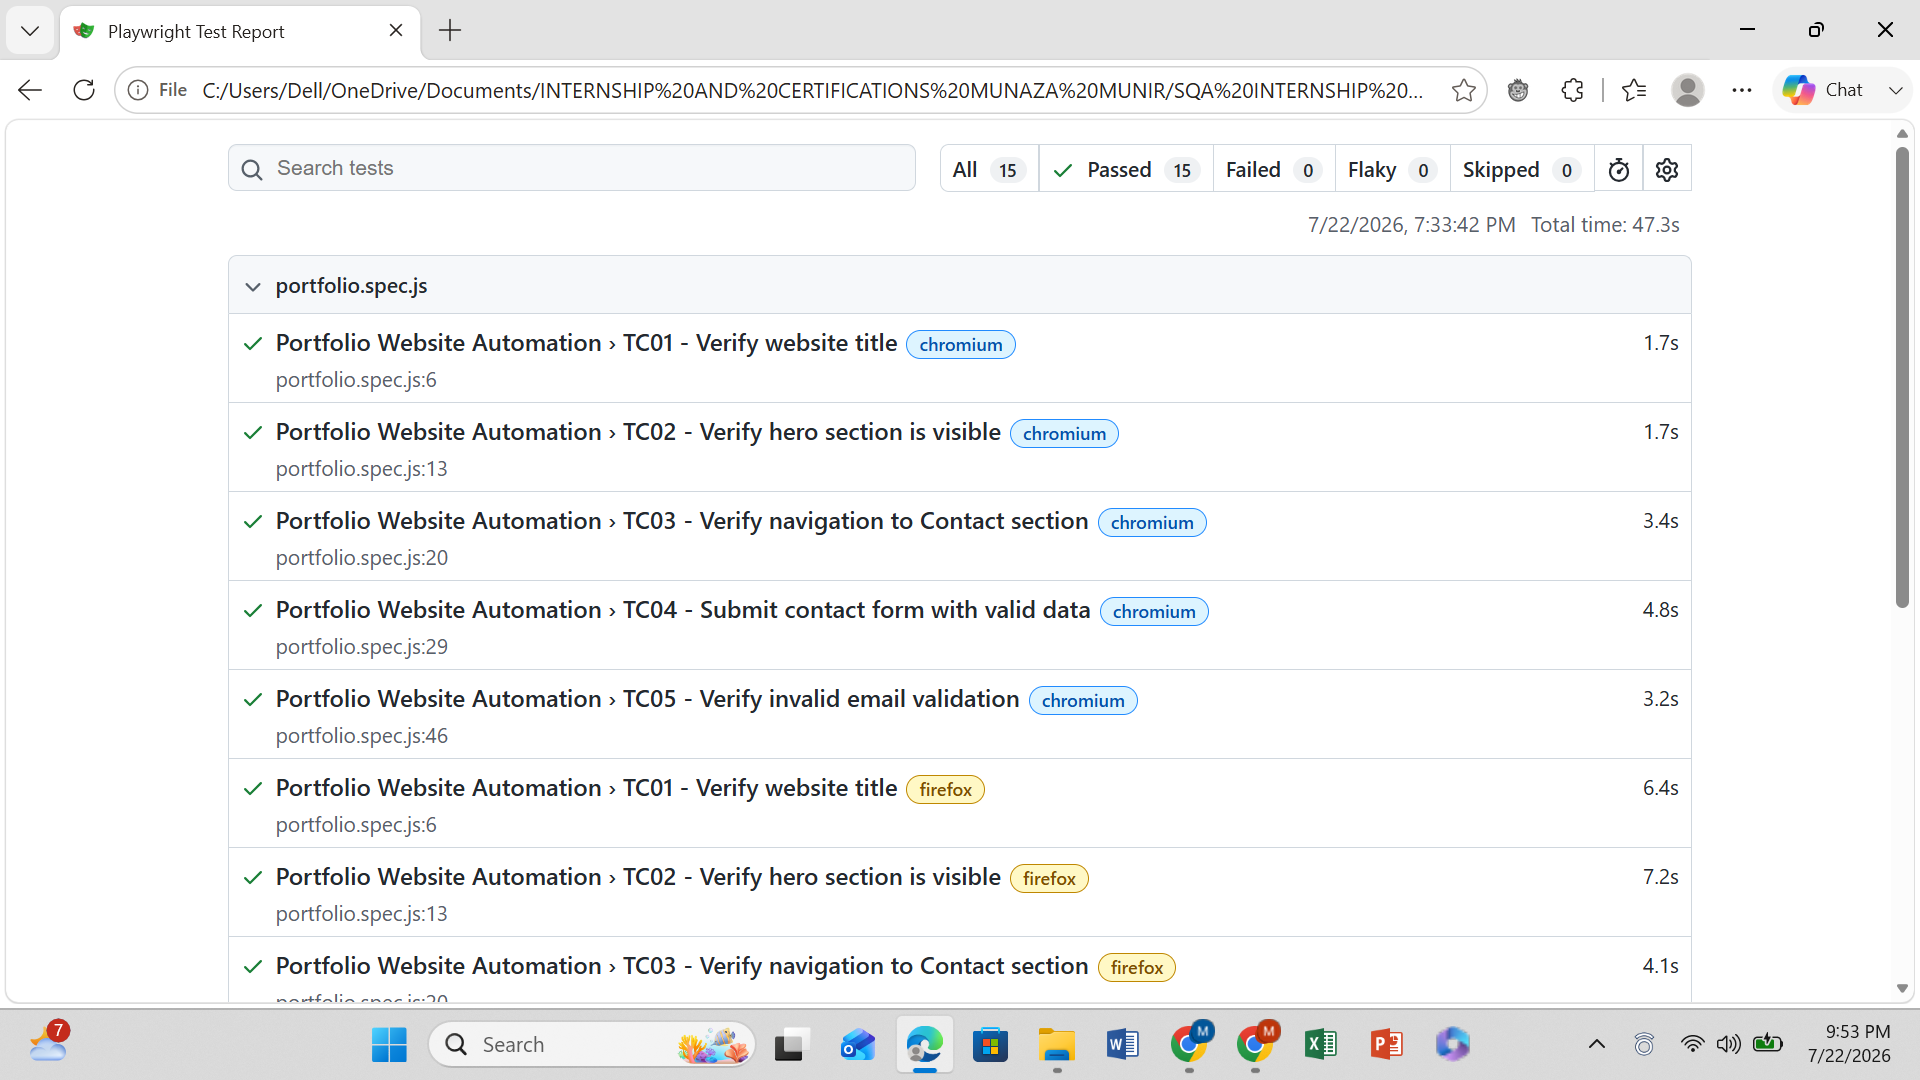 Playwright Test Report
File C:/Users/Dell/OneDrive/Documents/INTERNSHIP%20AND%20CERTIFICATIONS%20MUNAZA%20MUNIR/SQA%20INTERNSHIP%20...
Chat
Search tests
All 15 Passed 15 Failed 0 Flaky 0 Skipped 0
7/22/2026, 7:33:42 PM Total time: 47.3s
portfolio.spec.js
Portfolio Website Automation › TC01 - Verify website title chromium 1.7s
portfolio.spec.js:6
Portfolio Website Automation › TC02 - Verify hero section is visible chromium 1.7s
portfolio.spec.js:13
Portfolio Website Automation › TC03 - Verify navigation to Contact section chromium 3.4s
portfolio.spec.js:20
Portfolio Website Automation › TC04 - Submit contact form with valid data chromium 4.8s
portfolio.spec.js:29
Portfolio Website Automation › TC05 - Verify invalid email validation chromium 3.2s
portfolio.spec.js:46
Portfolio Website Automation › TC01 - Verify website title firefox 6.4s
portfolio.spec.js:6
Portfolio Website Automation › TC02 - Verify hero section is visible firefox 7.2s
portfolio.spec.js:13
Portfolio Website Automation › TC03 - Verify navigation to Contact section firefox 4.1s
portfolio.spec.js:20
7
Search
M
M
9:53 PM
7/22/2026